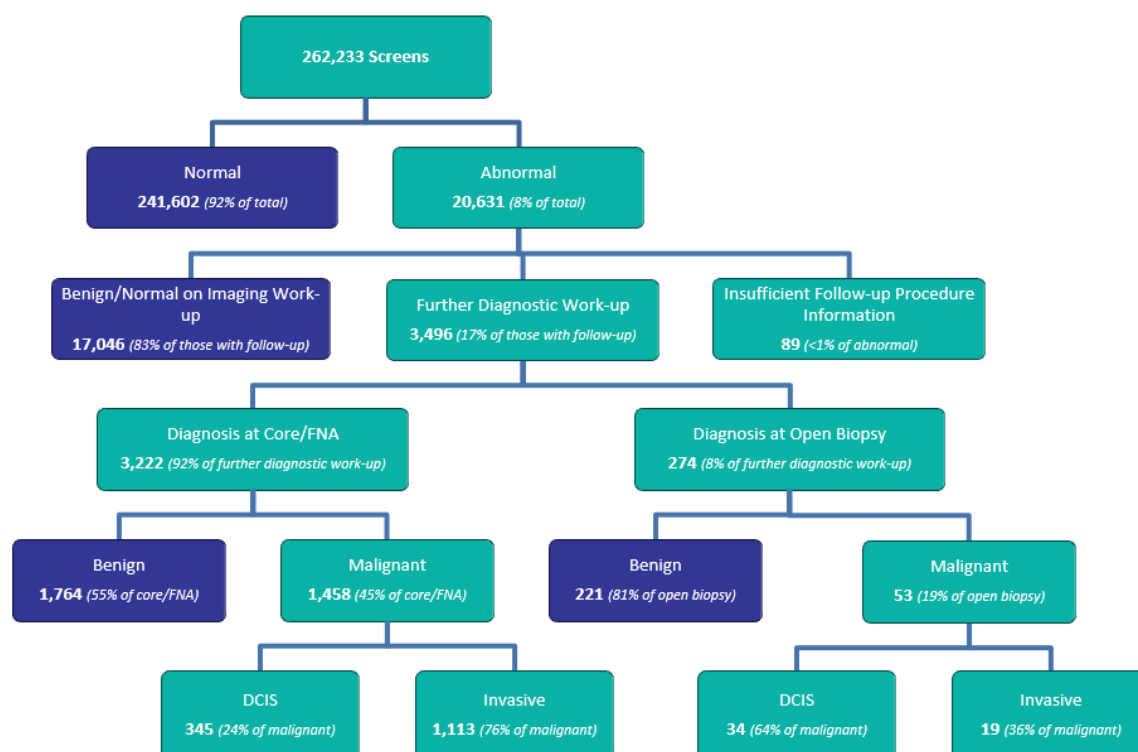 262,233 Screens
Normal
241,602 (92% of total)
Abnormal
20,631 (8% of total)
Benign/Normal on Imaging Work-
up
17,046 (83% of those with follow-up)
Further Diagnostic Work-up
3,496 (17% of those with follow-up)
Insufficient Follow-up Procedure
Information
89 (<1% of abnormal)
Diagnosis at Core/FNA
3,222 (92% of further diagnostic work-up)
Diagnosis at Open Biopsy
274 (8% of further diagnostic work-up)
Benign
1,764 (55% of core/FNA)
Malignant
1,458 (45% of core/FNA)
Benign
221 (81% of open biopsy)
Malignant
53 (19% of open biopsy)
DCIS
345 (24% of malignant)
Invasive
1,113 (76% of malignant)
DCIS
34 (64% of malignant)
Invasive
19 (36% of malignant)